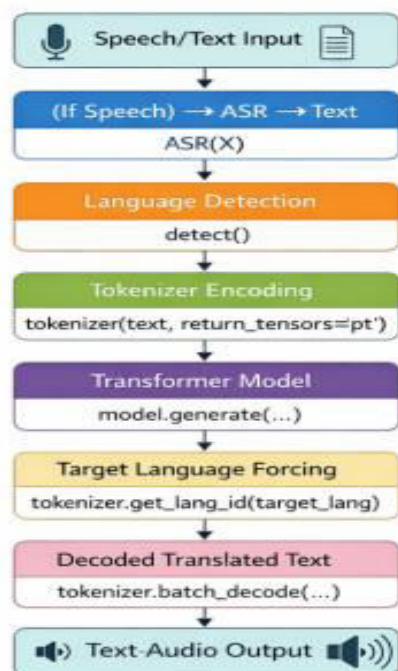 Speech/Text Input
(If Speech) → ASR → Text
ASR(X)
Language Detection
detect()
Tokenizer Encoding
tokenizer(text, return_tensors=pt')
Transformer Model
model.generate(...)
Target Language Forcing
tokenizer.get_lang_id(target_lang)
Decoded Translated Text
tokenizer.batch_decode(...)
Text-Audio Output